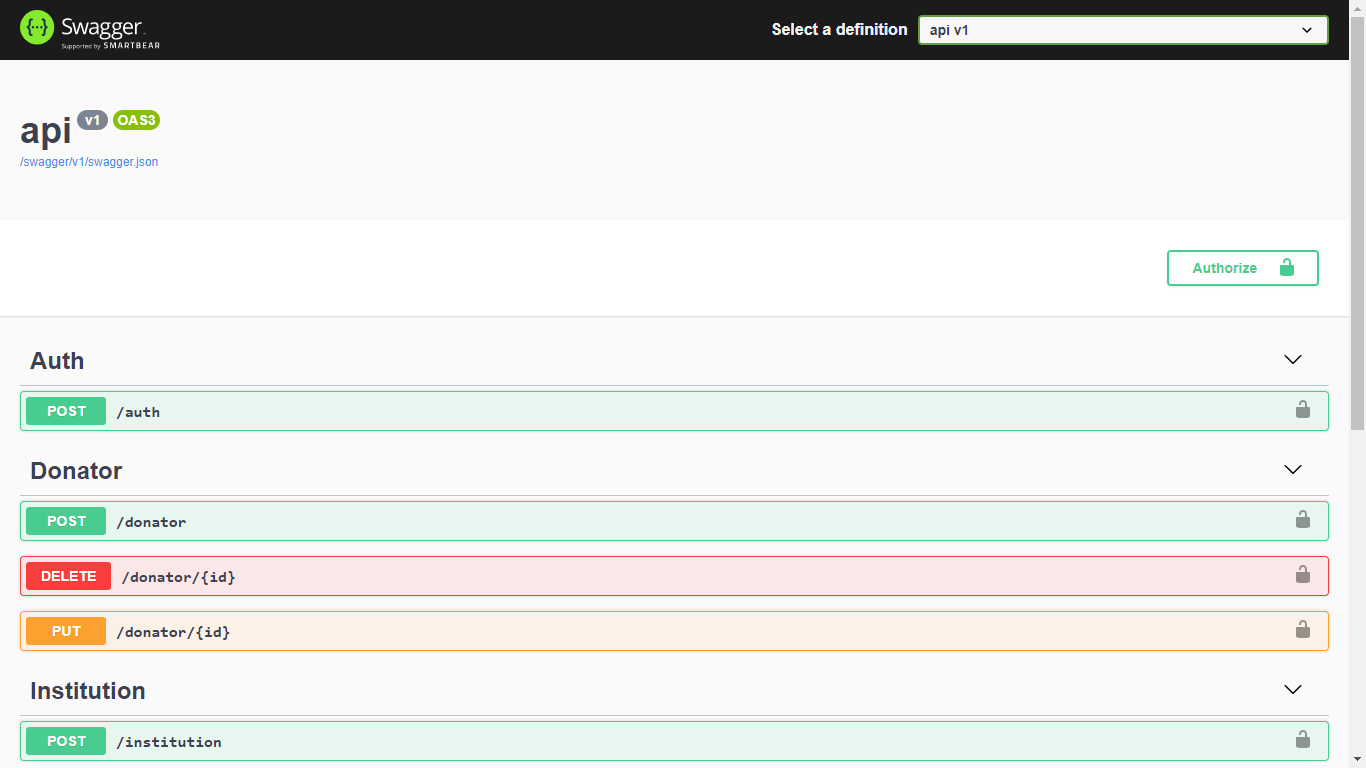 Swagger
Supported by SMARTBEAR
Select a definition
api v1
api v1 OAS3
/swagger/v1/swagger.json
Authorize
Auth
POST /auth
Donator
POST /donator
DELETE /donator/{id}
PUT /donator/{id}
Institution
POST /institution